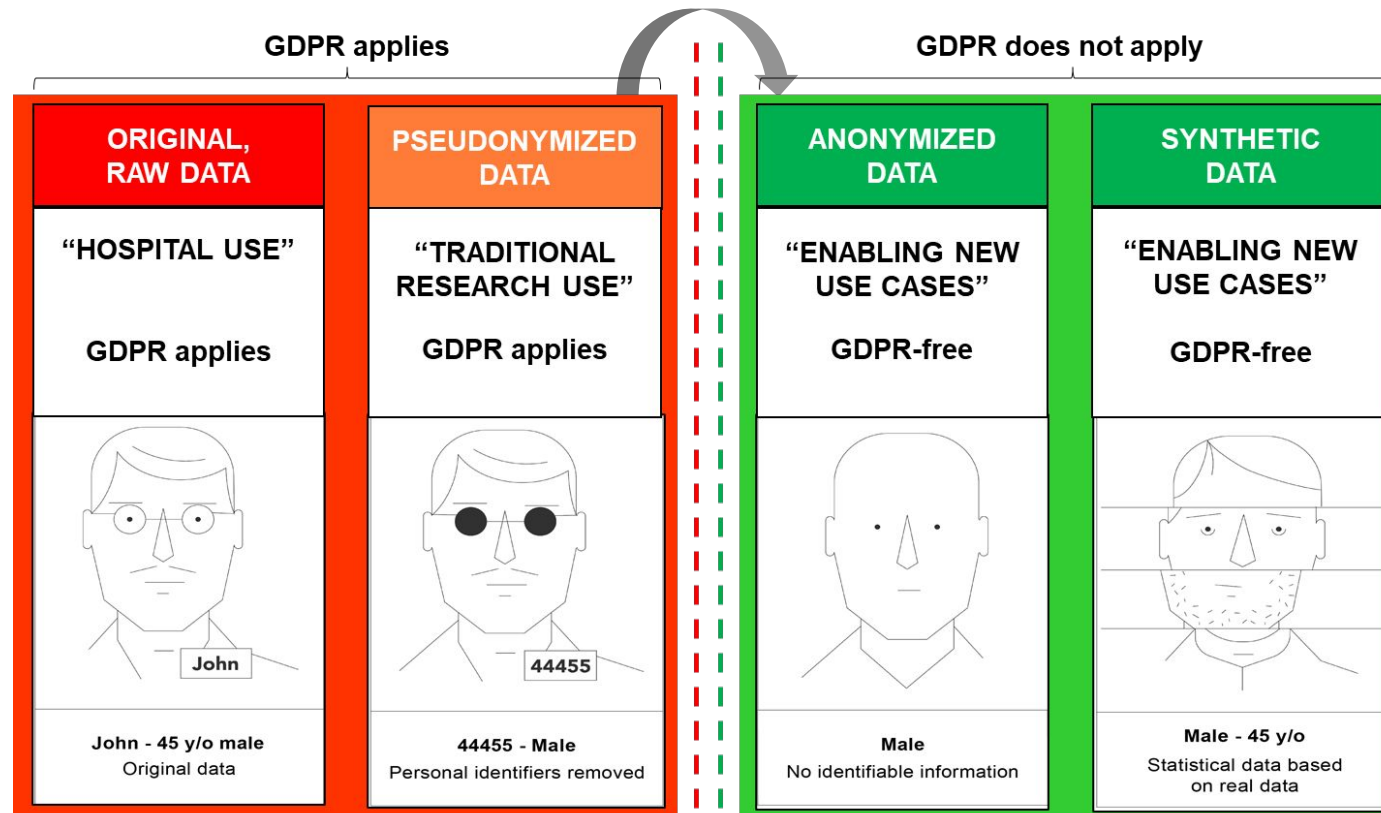 GDPR applies
GDPR does not apply
ORIGINAL,
RAW DATA
“HOSPITAL USE”
GDPR applies
John
John - 45 y/o male
Original data
PSEUDONYMIZED
DATA
“TRADITIONAL
RESEARCH USE”
GDPR applies
44455
44455 - Male
Personal identifiers removed
ANONYMIZED
DATA
“ENABLING NEW
USE CASES”
GDPR-free
Male
No identifiable information
SYNTHETIC
DATA
“ENABLING NEW
USE CASES”
GDPR-free
Male - 45 y/o
Statistical data based
on real data